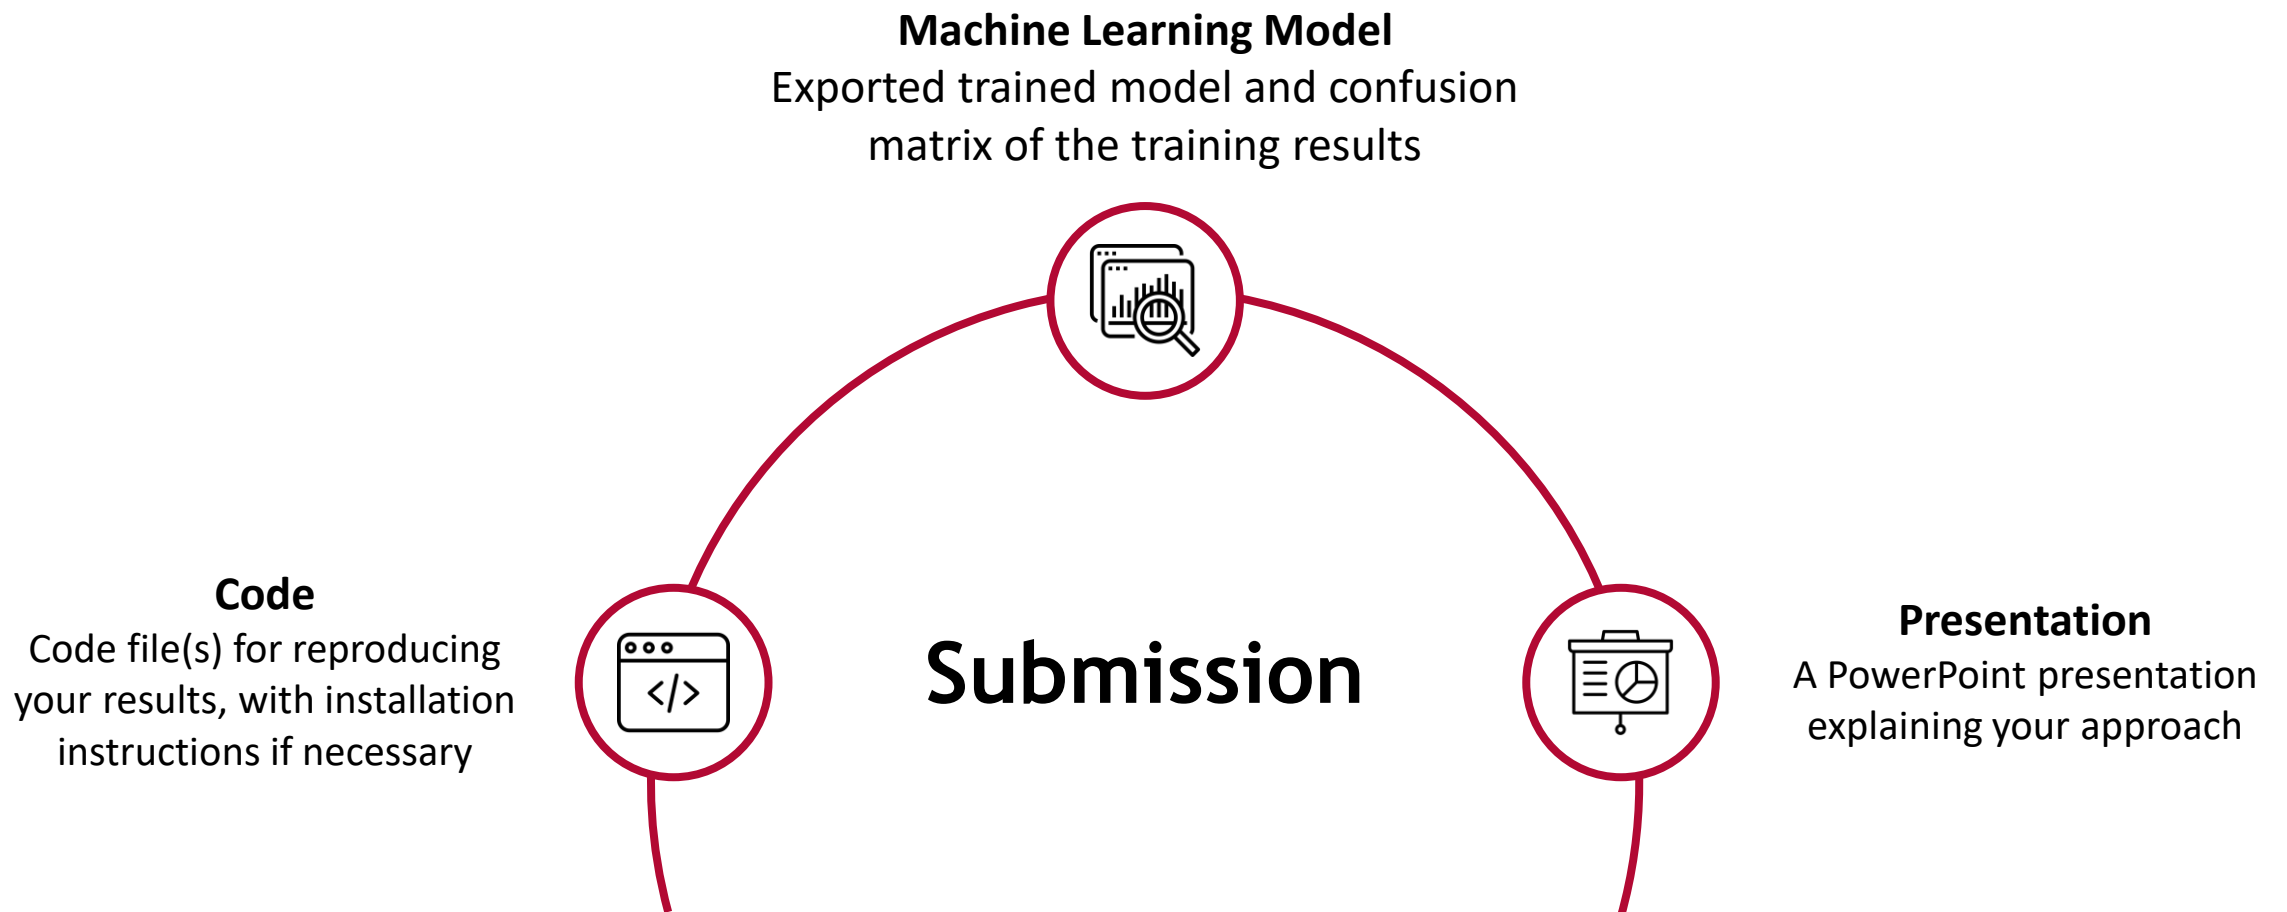 Machine Learning Model
Exported trained model and confusion
matrix of the training results
Code
Code file(s) for reproducing
your results, with installation
instructions if necessary
</>
Submission
Presentation
A PowerPoint presentation
explaining your approach